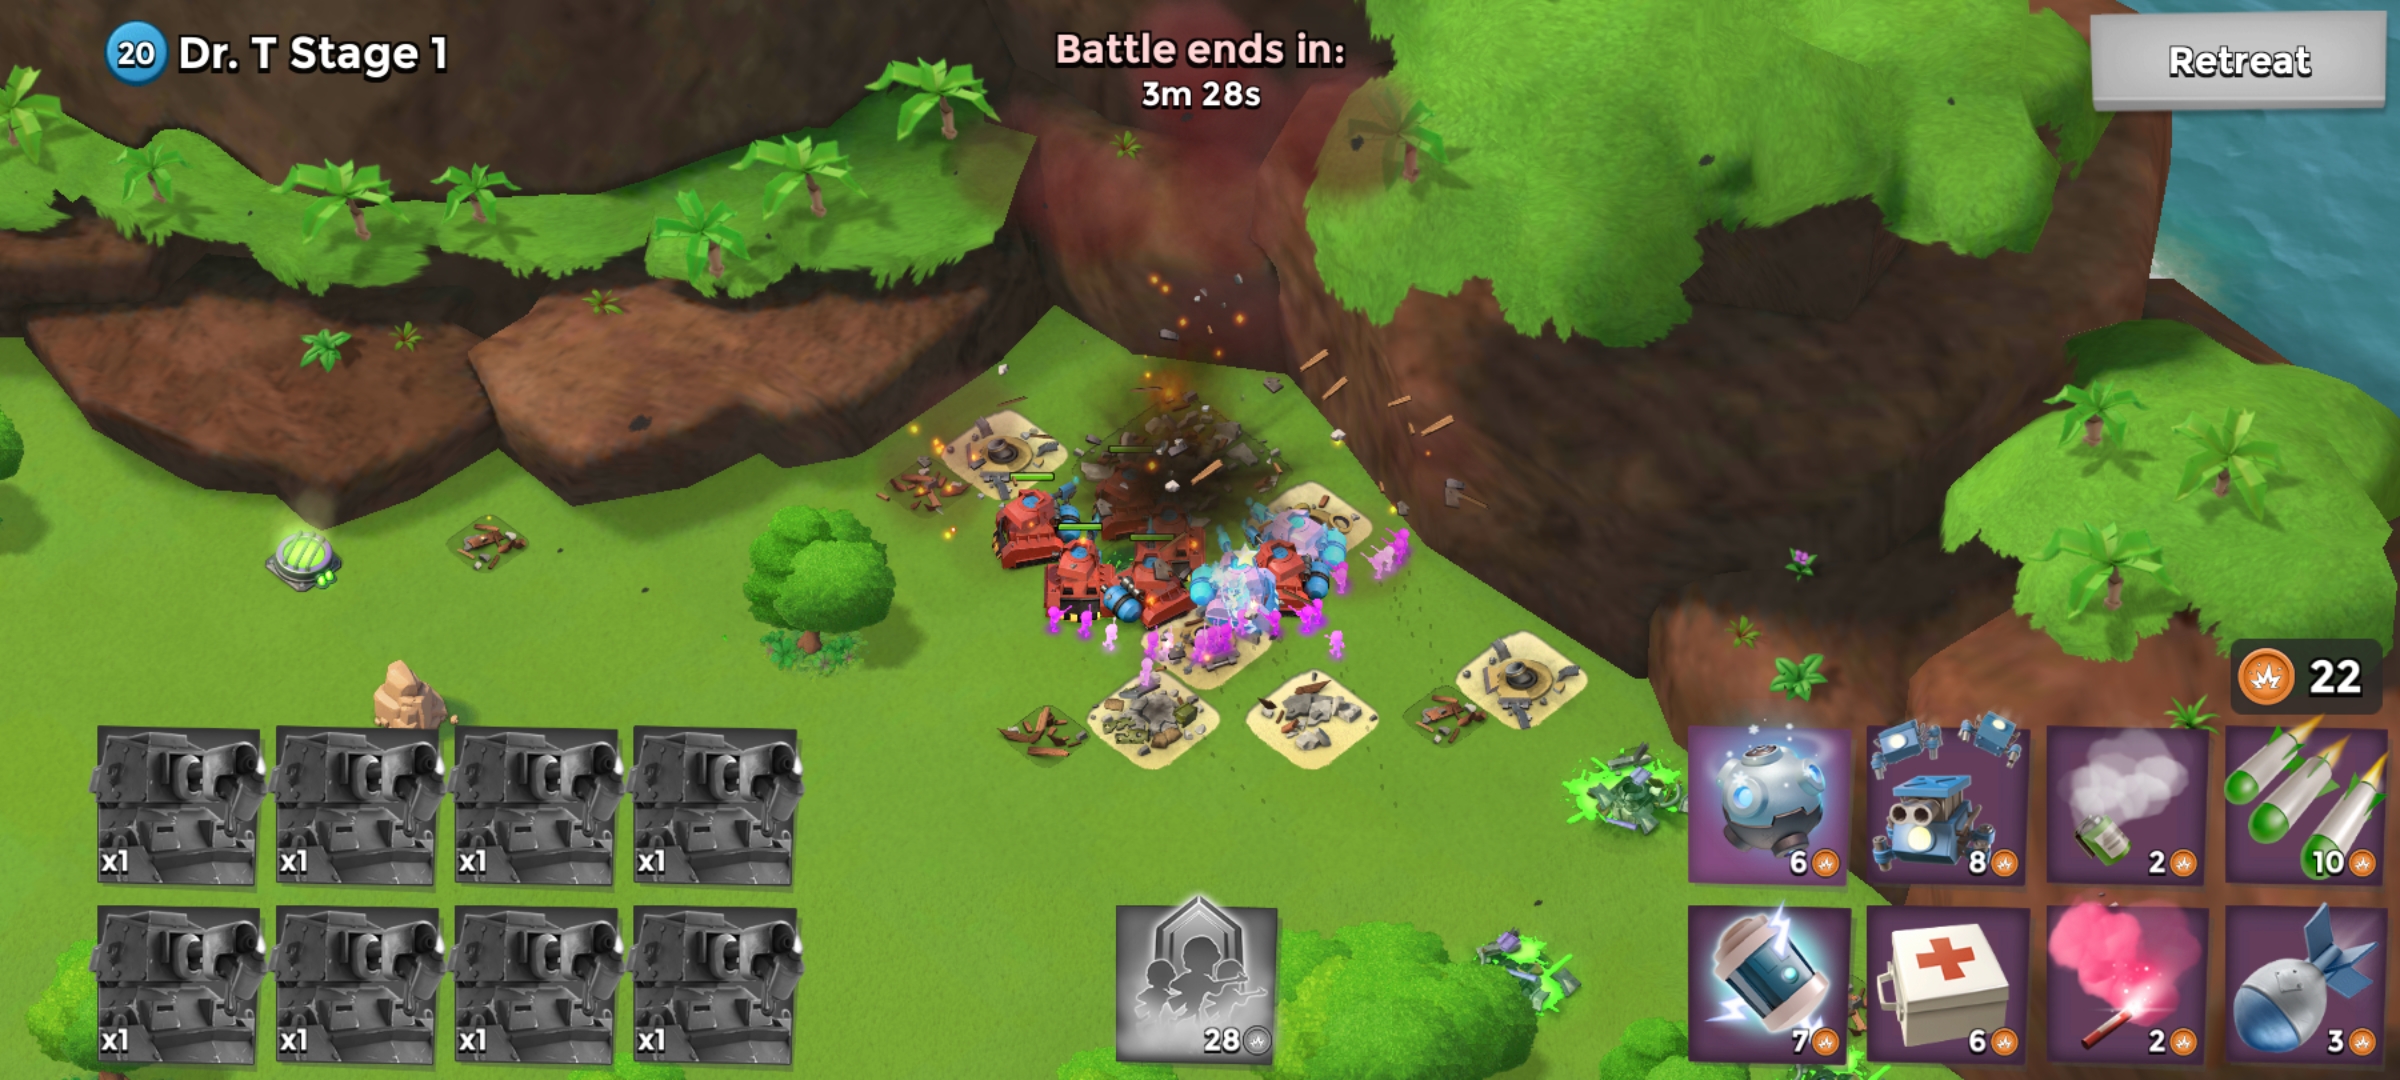 20 Dr. T Stage 1
Battle ends in:
3m 28s
Retreat
22
6 8 2 10
x1 x1 x1 x1
7 6 2 3
x1 x1 x1 x1
28